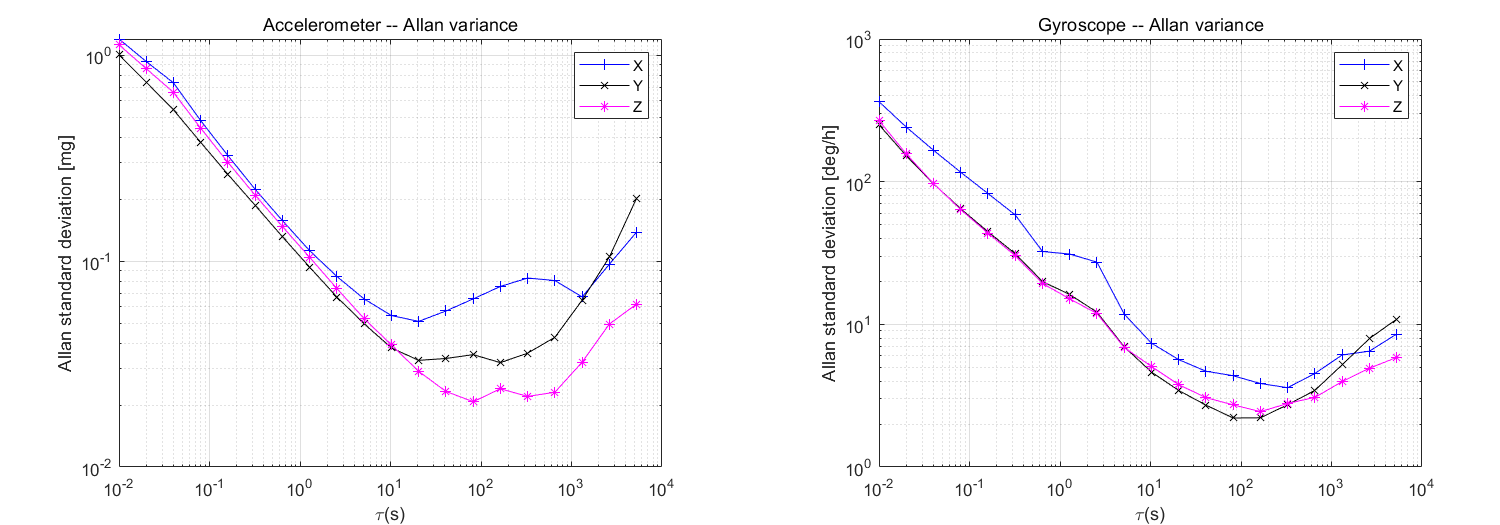 Accelerometer -- Allan variance
Allan standard deviation [mg]
10^0
10^-1
10^-2
X
Y
Z
10^-2 10^-1 10^0 10^1 10^2 10^3 10^4
τ(s)
Gyroscope -- Allan variance
Allan standard deviation [deg/h]
10^3
10^2
10^1
10^0
X
Y
Z
10^-2 10^-1 10^0 10^1 10^2 10^3 10^4
τ(s)